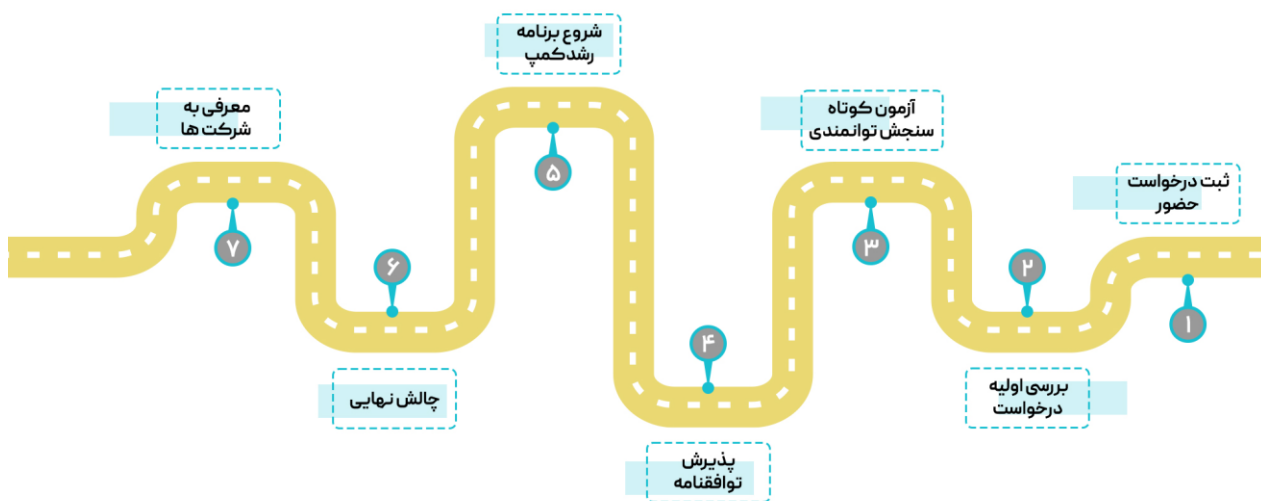 ثبت درخواست
حضور
۱
۲
بررسی اولیه
درخواست
آزمون کوتاه
سنجش توانمندی
۳
۴
پذیرش
توافقنامه
شروع برنامه
رشدکمپ
۵
۶
چالش نهایی
معرفی به
شرکت ها
۷